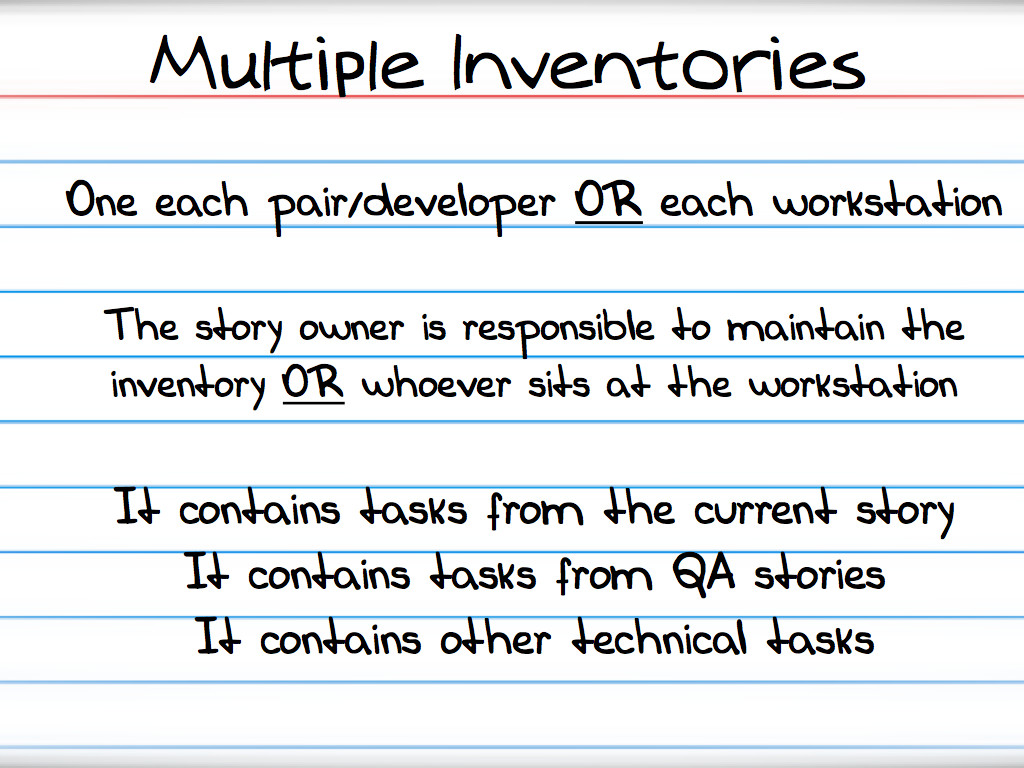 Multiple Inventories
One each pair/developer OR each workstation
The story owner is responsible to maintain the
inventory OR whoever sits at the workstation
It contains tasks from the current story
It contains tasks from QA stories
It contains other technical tasks